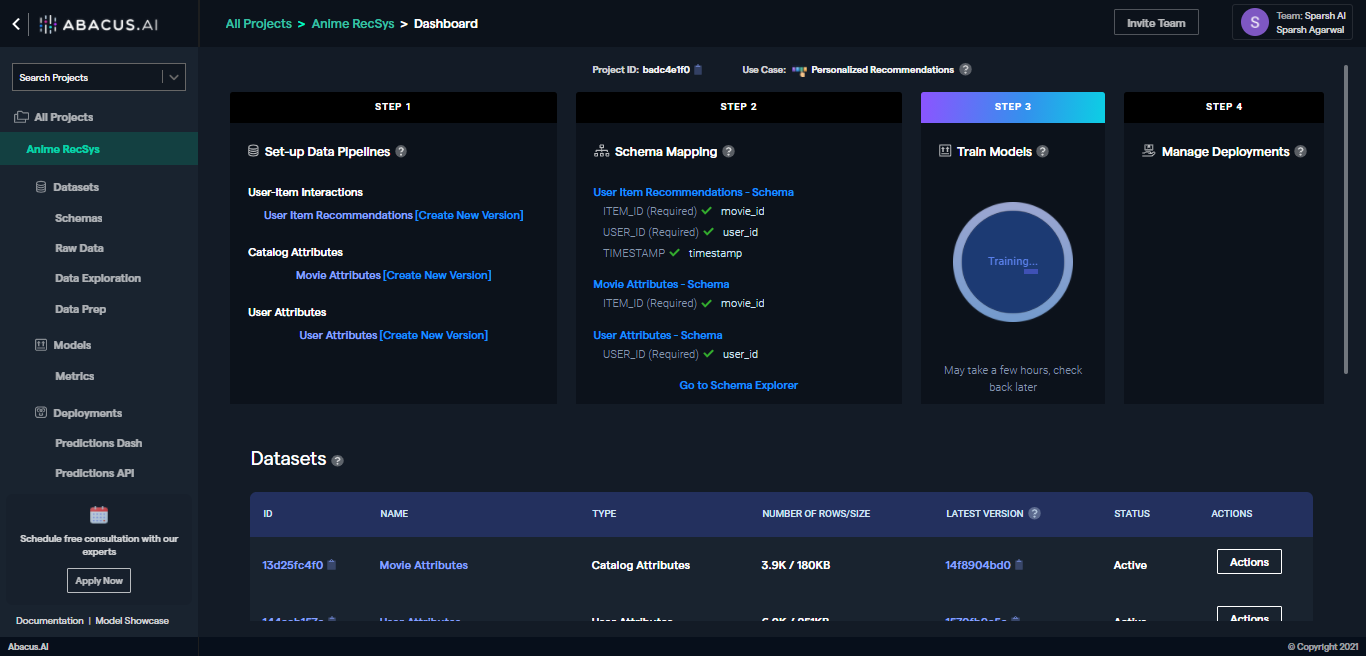 ABACUS.AI
All Projects > Anime RecSys > Dashboard
Invite Team
S
Team: Sparsh AI
Sparsh Agarwal
Search Projects
All Projects
Anime RecSys
Datasets
Schemas
Raw Data
Data Exploration
Data Prep
Models
Metrics
Deployments
Predictions Dash
Predictions API
Schedule free consultation with our
experts
Apply Now
Documentation | Model Showcase
Abacus.AI
Project ID: badc4e1f0
Use Case: Personalized Recommendations ?
STEP 1
Set-up Data Pipelines ?
User-Item Interactions
User Item Recommendations [Create New Version]
Catalog Attributes
Movie Attributes [Create New Version]
User Attributes
User Attributes [Create New Version]
STEP 2
Schema Mapping ?
User Item Recommendations - Schema
ITEM_ID (Required) movie_id
USER_ID (Required) user_id
TIMESTAMP timestamp
Movie Attributes - Schema
ITEM_ID (Required) movie_id
User Attributes - Schema
USER_ID (Required) user_id
Go to Schema Explorer
STEP 3
Train Models ?
Training...
May take a few hours, check
back later
STEP 4
Manage Deployments ?
Datasets ?
ID NAME TYPE NUMBER OF ROWS/SIZE LATEST VERSION ? STATUS ACTIONS
13d25fc4f0 Movie Attributes Catalog Attributes 3.9K / 180KB 14f8904bd0 Active Actions
User Attributes User Attributes Active Actions
© Copyright 2021